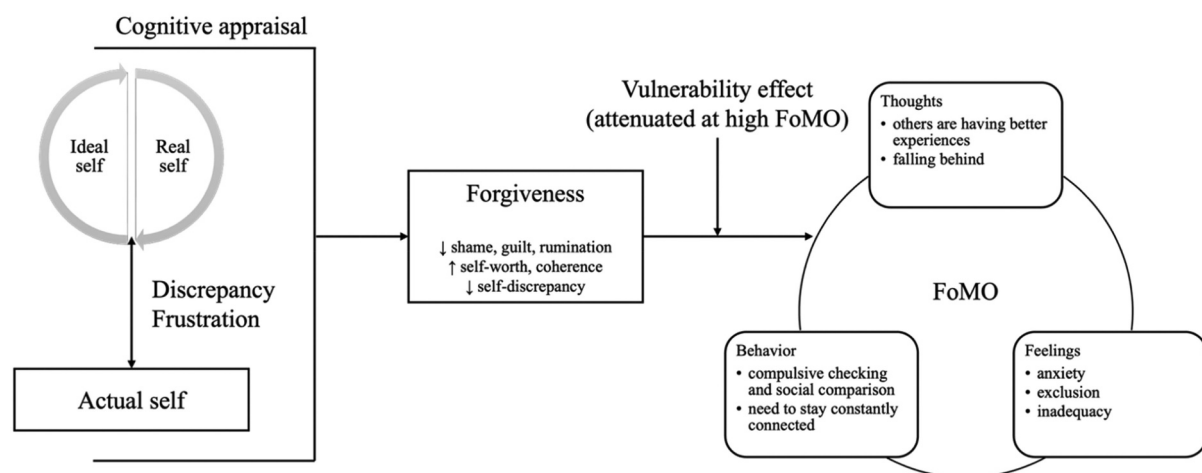 Cognitive appraisal
Ideal
self
Real
self
Discrepancy
Frustration
Actual self
Forgiveness
↓ shame, guilt, rumination
↑ self-worth, coherence
↓ self-discrepancy
Vulnerability effect
(attenuated at high FoMO)
Thoughts
• others are having better
experiences
• falling behind
FoMO
Behavior
• compulsive checking
and social comparison
• need to stay constantly
connected
Feelings
• anxiety
• exclusion
• inadequacy